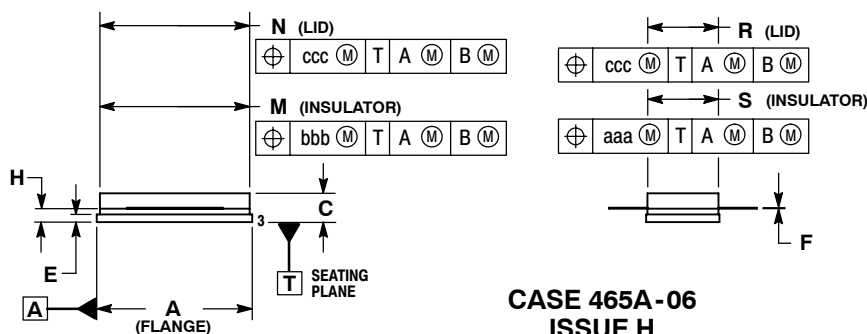 N (LID)
⌖ ccc Ⓜ T A Ⓜ B Ⓜ
M (INSULATOR)
⌖ bbb Ⓜ T A Ⓜ B Ⓜ
R (LID)
⌖ ccc Ⓜ T A Ⓜ B Ⓜ
S (INSULATOR)
⌖ aaa Ⓜ T A Ⓜ B Ⓜ
H
C
E
3
F
T SEATING
PLANE
A
A
(FLANGE)
CASE 465A-06
ISSUE H